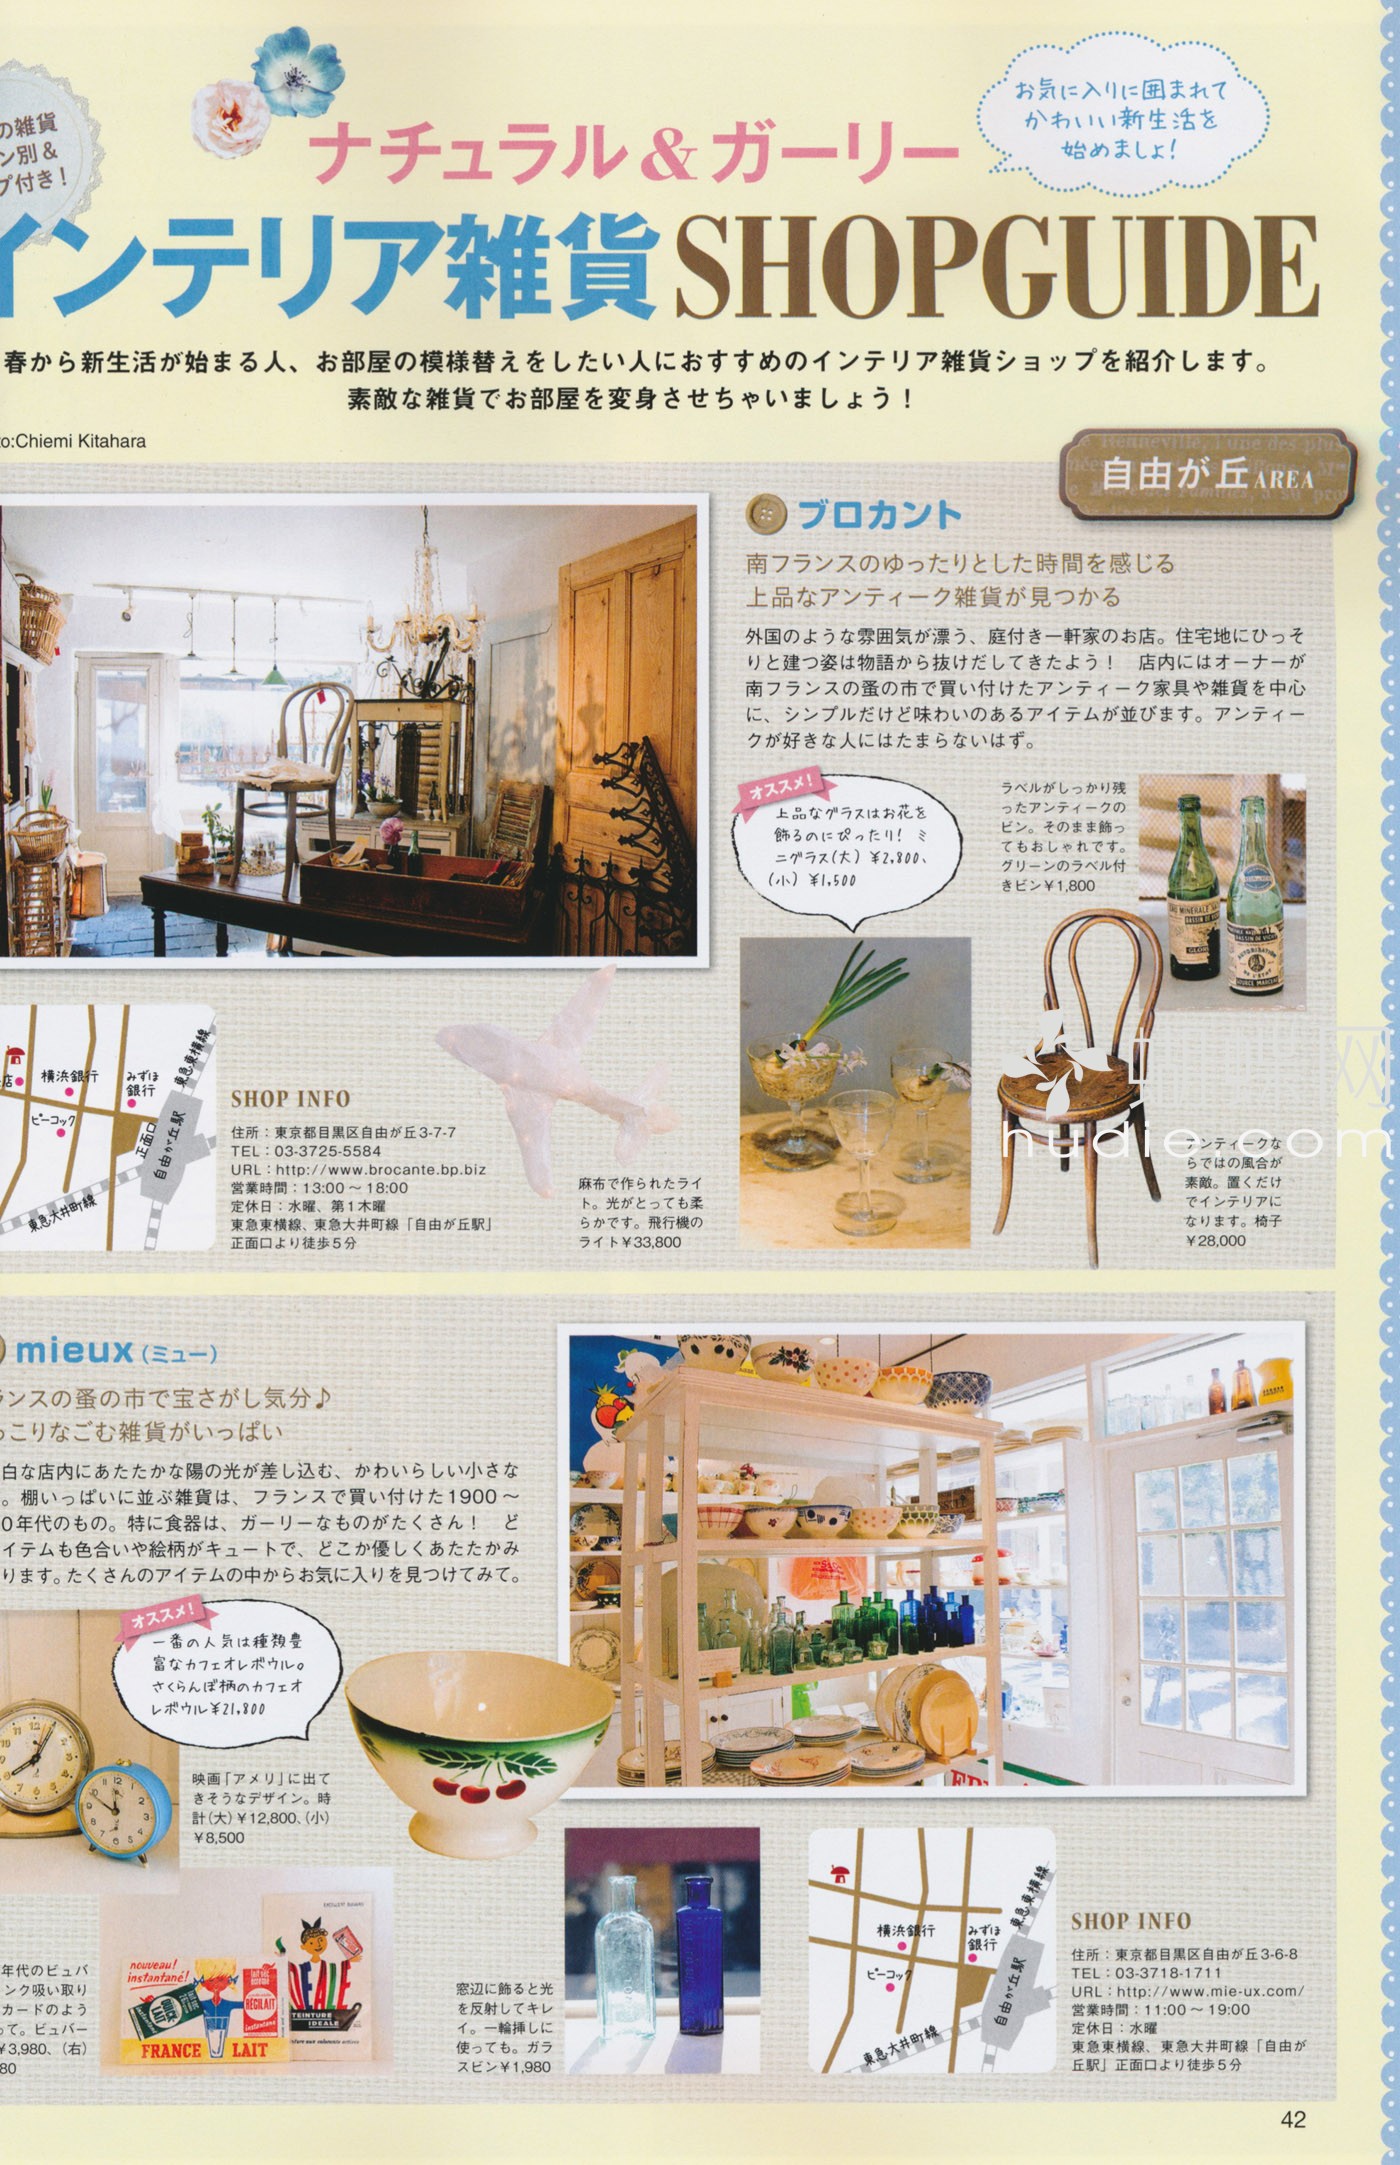 の雑貨
ン別＆
プ付き！
お気に入りに囲まれて
かわいい新生活を
始めましょ！
ナチュラル＆ガーリー
インテリア雑貨SHOPGUIDE
春から新生活が始まる人、お部屋の模様替えをしたい人におすすめのインテリア雑貨ショップを紹介します。
素敵な雑貨でお部屋を変身させちゃいましょう！
to:Chiemi Kitahara
自由が丘AREA
ブロカント
南フランスのゆったりとした時間を感じる
上品なアンティーク雑貨が見つかる
外国のような雰囲気が漂う、庭付き一軒家のお店。住宅地にひっそ
りと建つ姿は物語から抜けだしてきたよう！　店内にはオーナーが
南フランスの蚤の市で買い付けたアンティーク家具や雑貨を中心
に、シンプルだけど味わいのあるアイテムが並びます。アンティー
クが好きな人にはたまらないはず。
オススメ！
上品なグラスはお花を
飾るのにぴったり！ ミ
ニグラス(大) ¥2,800、
(小) ¥1,500
ラベルがしっかり残
ったアンティークの
ビン。そのまま飾っ
てもおしゃれです。
グリーンのラベル付
きビン¥1,800
横浜銀行
みずほ
銀行
ピーコック
正面口
自由が丘駅
東急東横線
東急大井町線
SHOP INFO
住所：東京都目黒区自由が丘3-7-7
TEL：03-3725-5584
URL：http://www.brocante.bp.biz
営業時間：13:00～18:00
定休日：水曜、第1木曜
東急東横線、東急大井町線「自由が丘駅」
正面口より徒歩5分
麻布で作られたライ
ト。光がとっても柔
らかです。飛行機の
ライト¥33,800
アンティークな
らではの風合が
素敵。置くだけ
でインテリアに
なります。椅子
¥28,000
hudie.com
mieux（ミュー）
ランスの蚤の市で宝さがし気分♪
っこりなごむ雑貨がいっぱい
白な店内にあたたかな陽の光が差し込む、かわいらしい小さな
。棚いっぱいに並ぶ雑貨は、フランスで買い付けた1900～
0年代のもの。特に食器は、ガーリーなものがたくさん！　ど
イテムも色合いや絵柄がキュートで、どこか優しくあたたかみ
ります。たくさんのアイテムの中からお気に入りを見つけてみて。
オススメ！
一番の人気は種類豊
富なカフェオレボウル。
さくらんぼ柄のカフェオ
レボウル¥21,800
映画「アメリ」に出て
きそうなデザイン。時
計(大)¥12,800、(小)
¥8,500
年代のビュバ
ンク吸い取り
カードのよう
って。ビュバー
¥3,980、(右)
80
nouveau!
instantané!
REGILAIT
FRANCE LAIT
IDEALE
TEINTURE
IDEALE
窓辺に飾ると光
を反射してキレ
イ。一輪挿しに
使っても。ガラ
スビン¥1,980
横浜銀行
みずほ
銀行
ピーコック
自由が丘駅
東急東横線
東急大井町線
SHOP INFO
住所：東京都目黒区自由が丘3-6-8
TEL：03-3718-1711
URL：http://www.mie-ux.com/
営業時間：11:00～19:00
定休日：水曜
東急東横線、東急大井町線「自由が
丘駅」正面口より徒歩5分
42